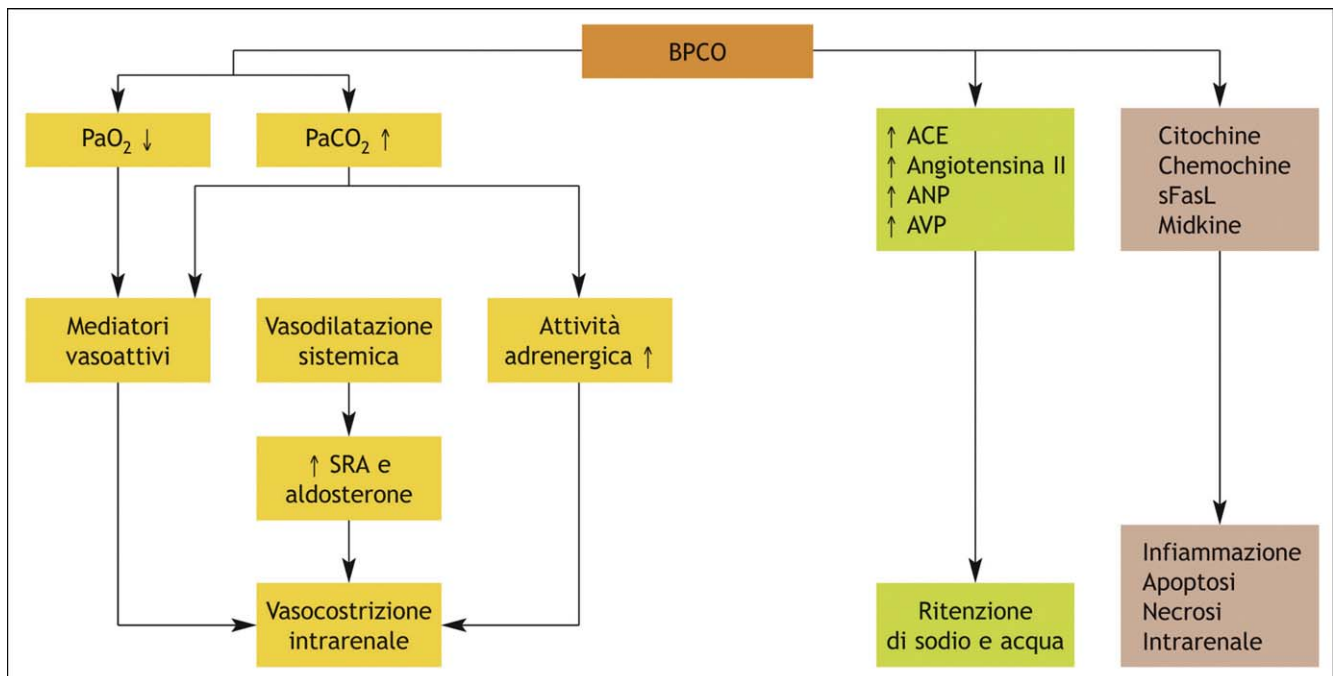 BPCO
PaO₂ ↓
PaCO₂ ↑
↑ ACE
↑ Angiotensina II
↑ ANP
↑ AVP
Citochine
Chemochine
sFasL
Midkine
Mediatori
vasoattivi
Vasodilatazione
sistemica
Attività
adrenergica ↑
↑ SRA e
aldosterone
Vasocostrizione
intrarenale
Ritenzione
di sodio e acqua
Infiammazione
Apoptosi
Necrosi
Intrarenale